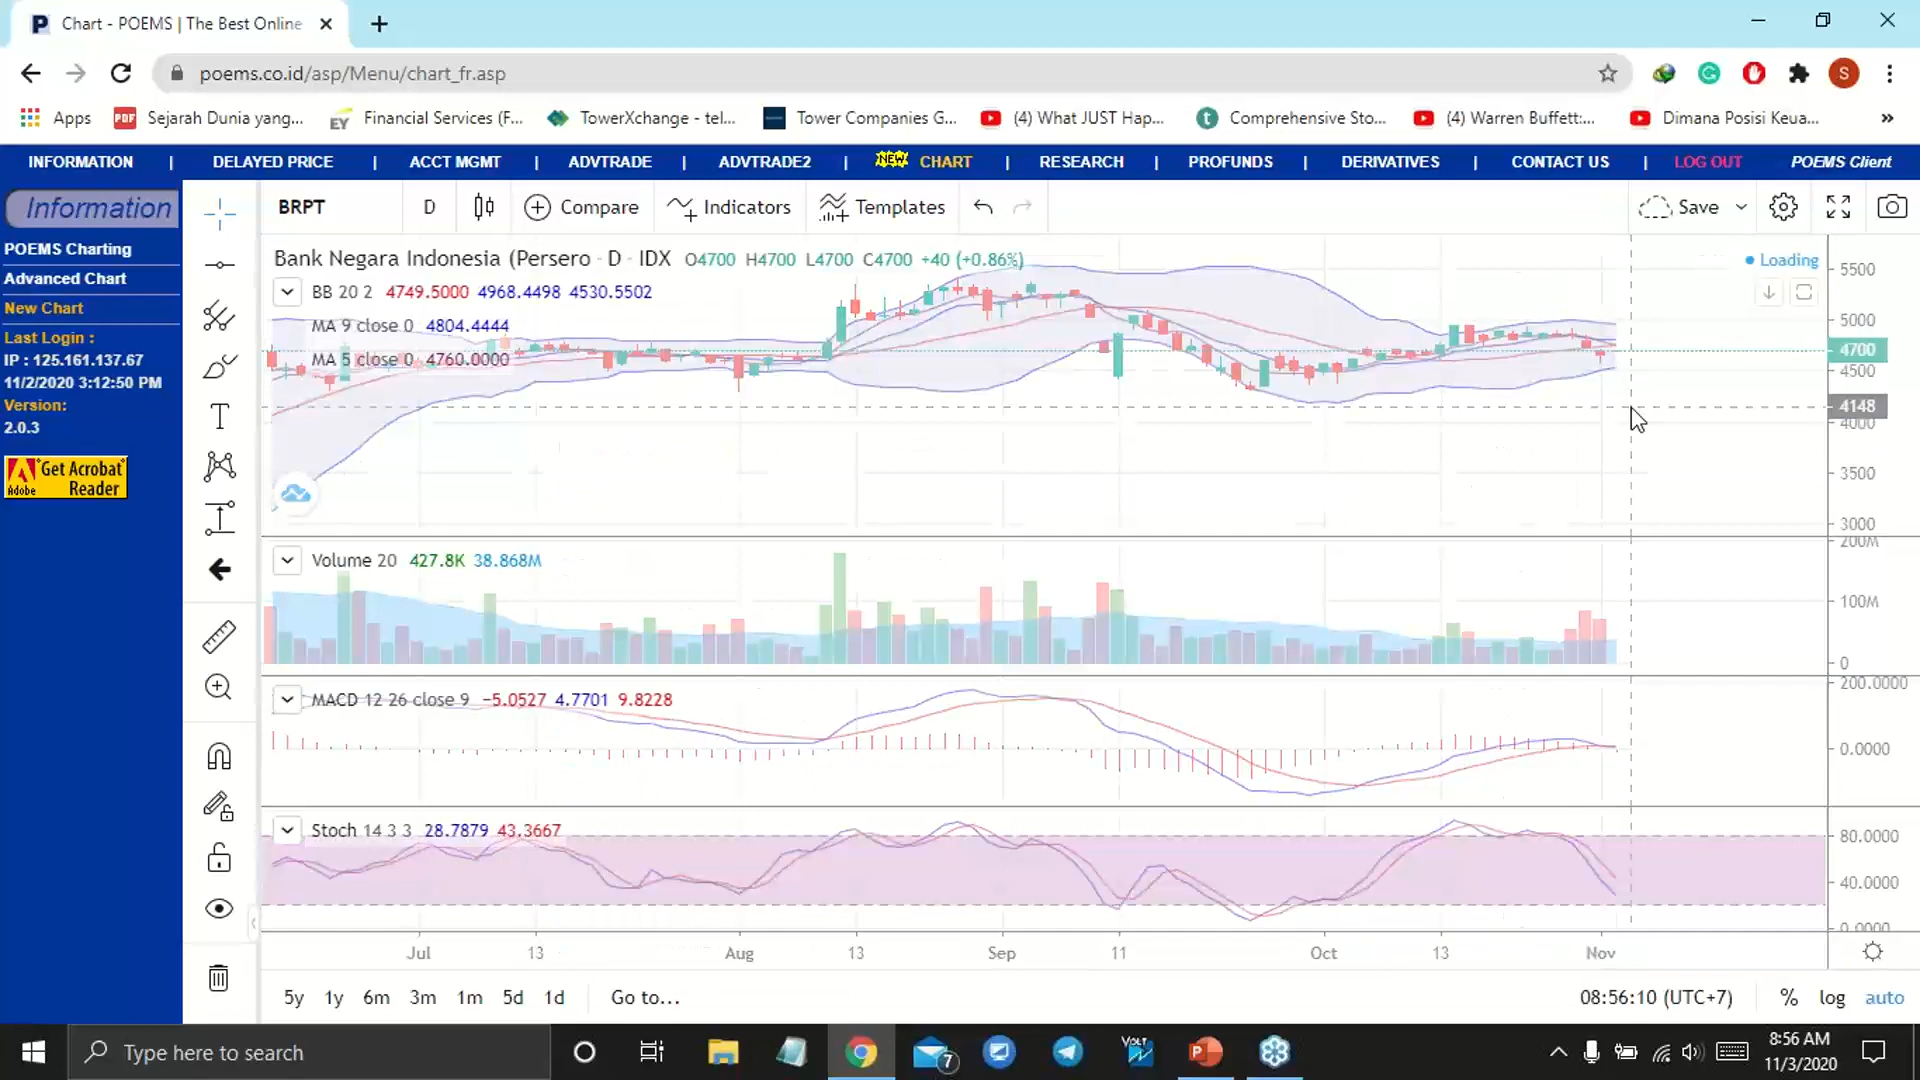 Chart - POEMS | The Best Online
poems.co.id/asp/Menu/chart_fr.asp
S
Apps
PDF
Sejarah Dunia yang...
EY
Financial Services (F...
TowerXchange - tel...
Tower Companies G...
(4) What JUST Hap...
Comprehensive Sto...
(4) Warren Buffett:...
Dimana Posisi Keua...
INFORMATION | DELAYED PRICE | ACCT MGMT | ADVTRADE | ADVTRADE2 | NEW CHART | RESEARCH | PROFUNDS | DERIVATIVES | CONTACT US | LOG OUT POEMS Client
Information
POEMS Charting
Advanced Chart
New Chart
Last Login :
IP : 125.161.137.67
11/2/2020 3:12:50 PM
Version:
2.0.3
Adobe
Get Acrobat
Reader
BRPT D Compare Indicators Templates Save
Bank Negara Indonesia (Persero - D - IDX O4700 H4700 L4700 C4700 +40 (+0.86%)
Loading
BB 20 2 4749.5000 4968.4498 4530.5502
MA 9 close 0 4804.4444
MA 5 close 0 4760.0000
5500
5000
4700
4500
4148
4000
3500
3000
Volume 20 427.8K 38.868M
200M
100M
0
MACD 12 26 close 9 −5.0527 4.7701 9.8228
200.0000
0.0000
Stoch 14 3 3 28.7879 43.3667
80.0000
40.0000
0.0000
Jul 13 Aug 13 Sep 11 Oct 13 Nov
5y 1y 6m 3m 1m 5d 1d Go to...
08:56:10 (UTC+7) % log auto
Type here to search
7
VOLT
8:56 AM
11/3/2020